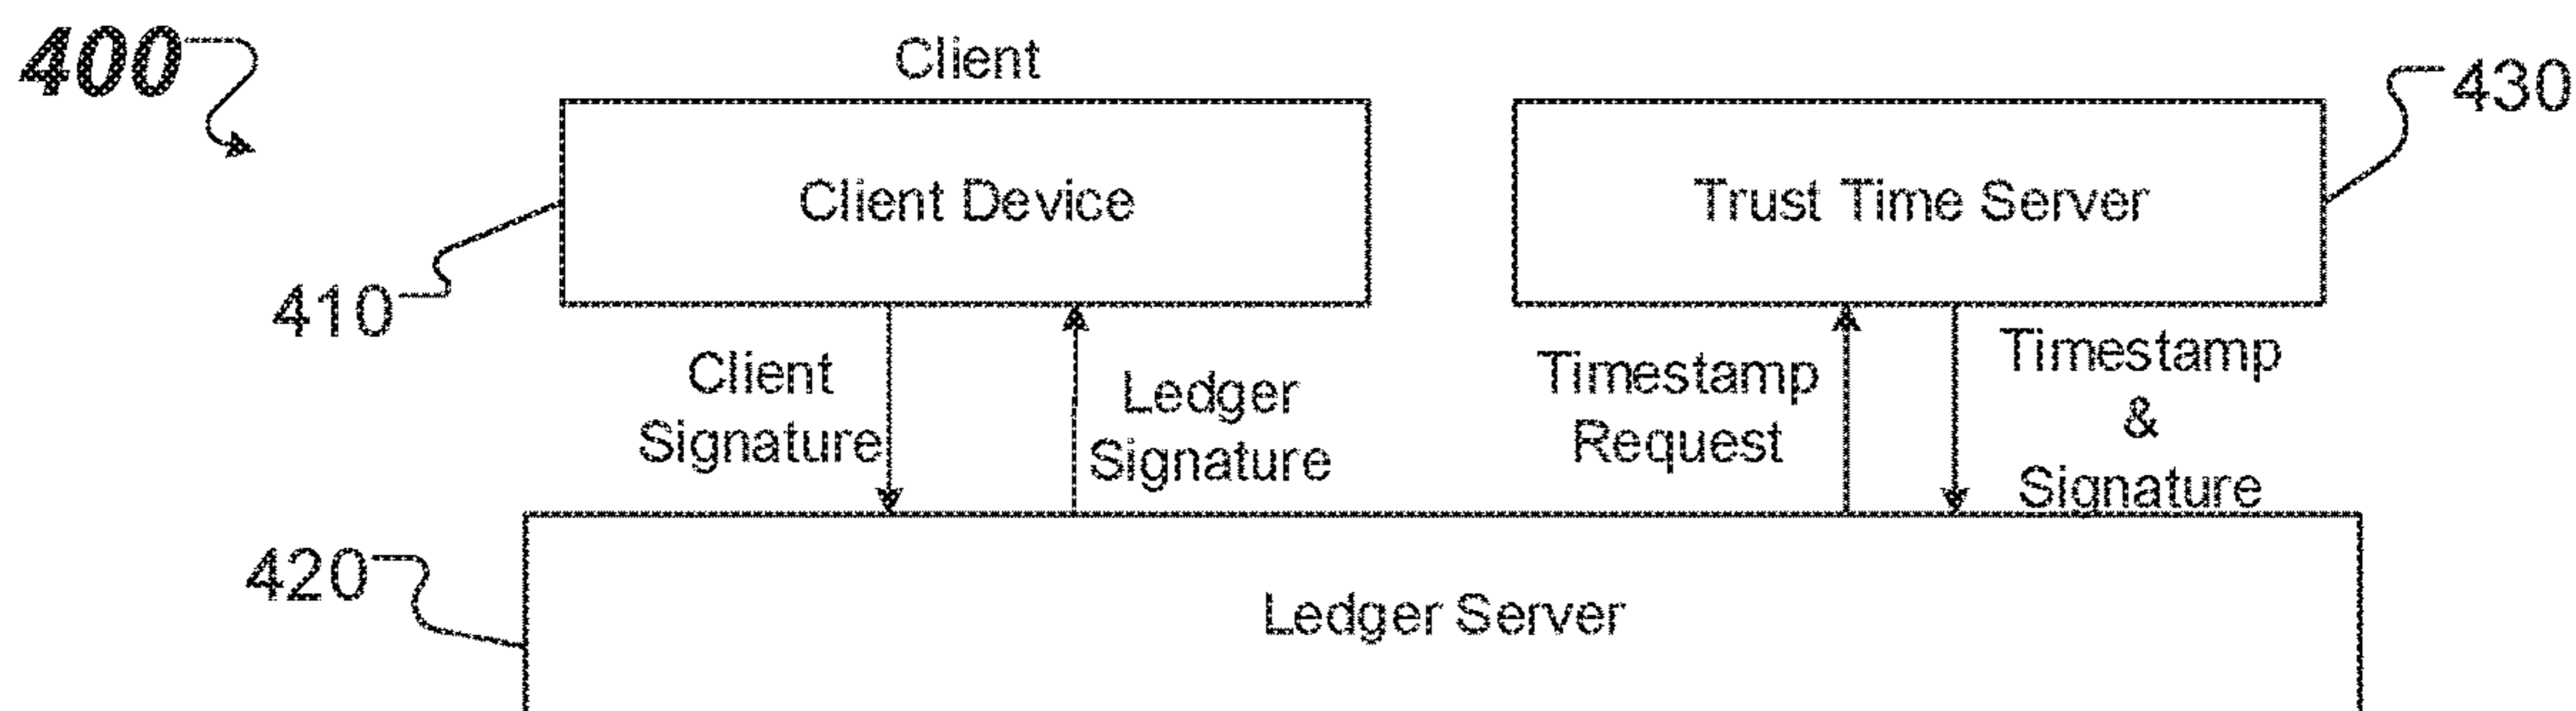 400
Client
430
Client Device
Trust Time Server
410
Client
Signature
Ledger
Signature
Timestamp
Request
Timestamp
&
Signature
420
Ledger Server